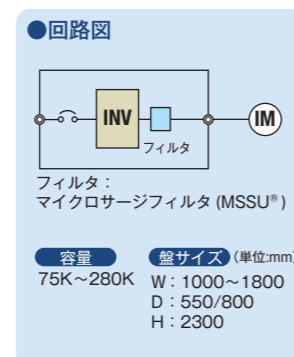 ●回路図
INV
IM
フィルタ
フィルタ：
マイクロサージフィルタ (MSSU®)
容量
75K～280K
盤サイズ (単位:mm)
W：1000～1800
D：550/800
H：2300